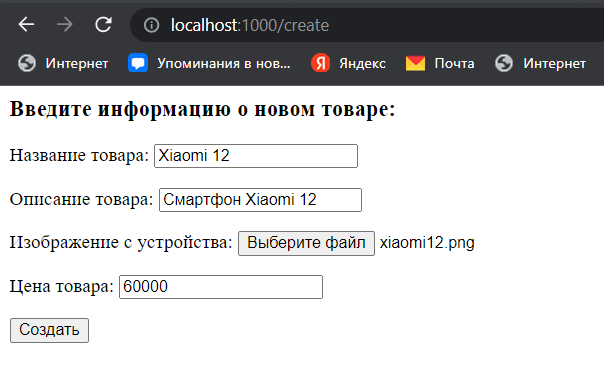 localhost:1000/create
Интернет Упоминания в нов... Яндекс Почта Интернет
Введите информацию о новом товаре:
Название товара: Xiaomi 12
Описание товара: Смартфон Xiaomi 12
Изображение с устройства: Выберите файл xiaomi12.png
Цена товара: 60000
Создать